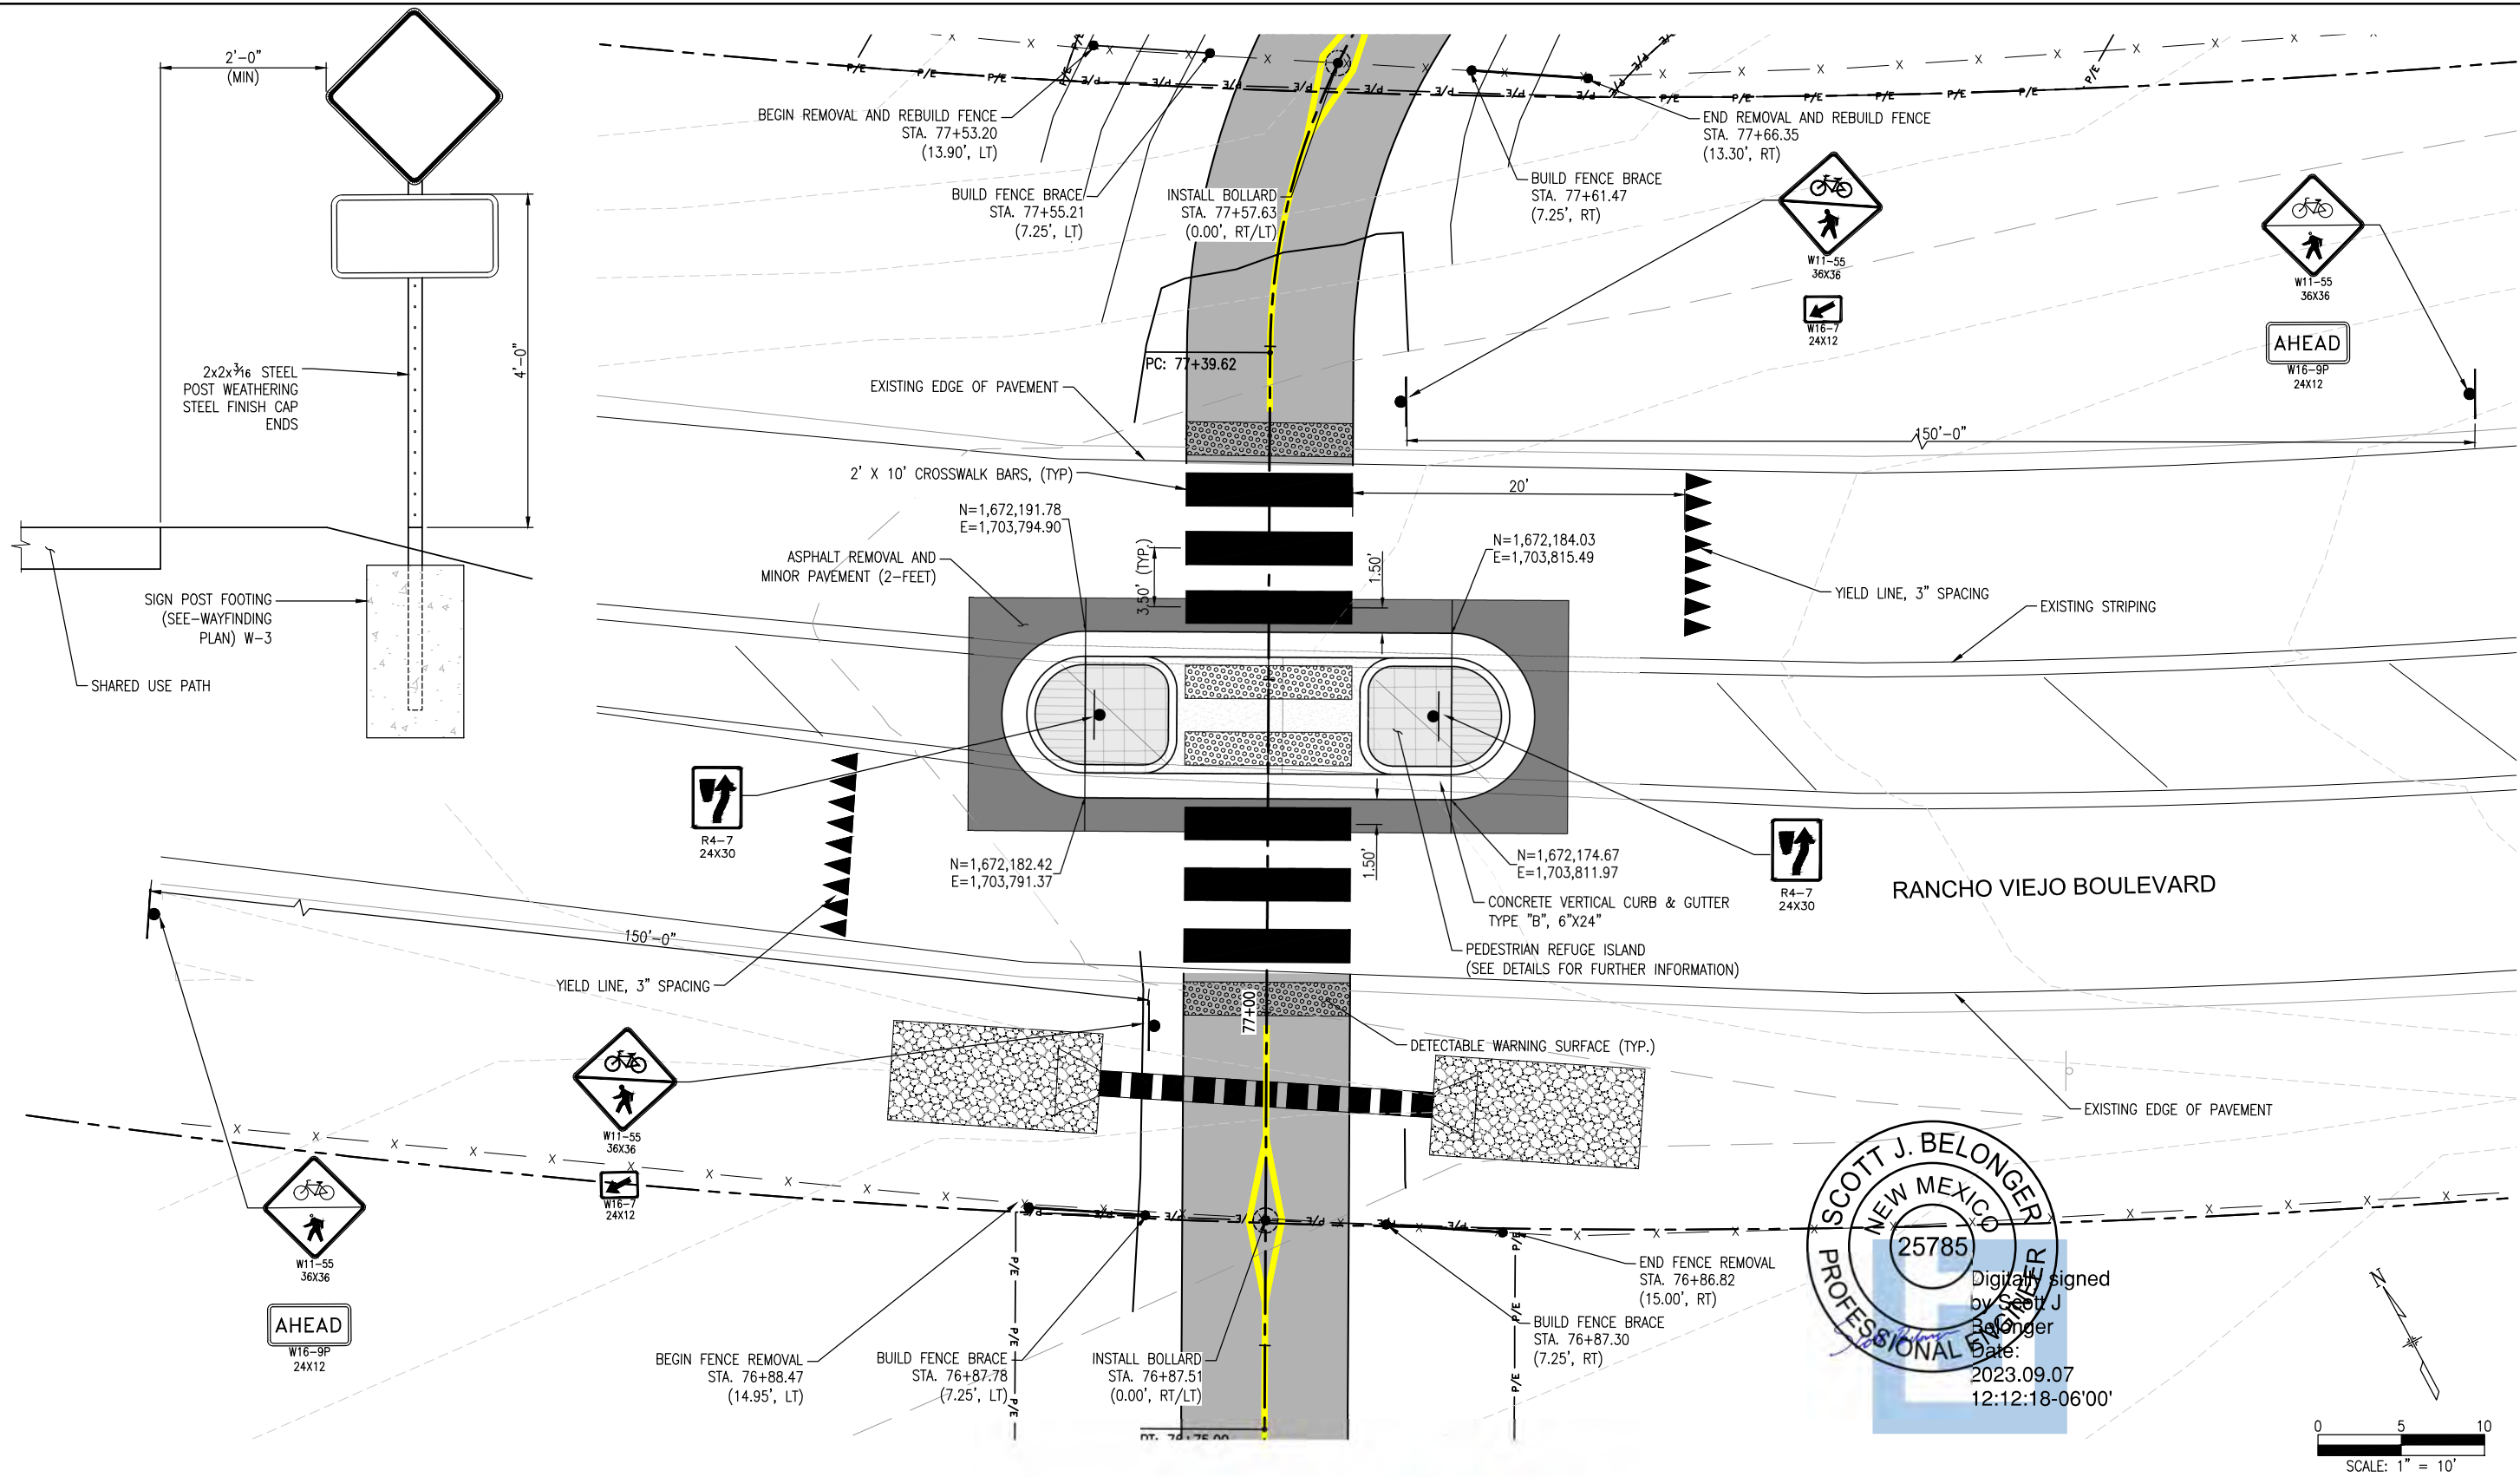 2'-0"
(MIN)
2x2x3/16 STEEL
POST WEATHERING
STEEL FINISH CAP
ENDS
4'-0"
SIGN POST FOOTING
(SEE-WAYFINDING
PLAN) W-3
SHARED USE PATH
BEGIN REMOVAL AND REBUILD FENCE
STA. 77+53.20
(13.90', LT)
BUILD FENCE BRACE
STA. 77+55.21
(7.25', LT)
INSTALL BOLLARD
STA. 77+57.63
(0.00', RT/LT)
END REMOVAL AND REBUILD FENCE
STA. 77+66.35
(13.30', RT)
BUILD FENCE BRACE
STA. 77+61.47
(7.25', RT)
W11-55
36X36
W16-7
24X12
W11-55
36X36
AHEAD
W16-9P
24X12
PC: 77+39.62
EXISTING EDGE OF PAVEMENT
150'-0"
2' X 10' CROSSWALK BARS, (TYP)
20'
N=1,672,191.78
E=1,703,794.90
N=1,672,184.03
E=1,703,815.49
ASPHALT REMOVAL AND
MINOR PAVEMENT (2-FEET)
3.50' (TYP.)
1.50'
YIELD LINE, 3" SPACING
EXISTING STRIPING
R4-7
24X30
N=1,672,182.42
E=1,703,791.37
1.50'
N=1,672,174.67
E=1,703,811.97
R4-7
24X30
RANCHO VIEJO BOULEVARD
CONCRETE VERTICAL CURB & GUTTER
TYPE "B", 6"X24"
PEDESTRIAN REFUGE ISLAND
(SEE DETAILS FOR FURTHER INFORMATION)
150'-0"
YIELD LINE, 3" SPACING
77+00
DETECTABLE WARNING SURFACE (TYP.)
EXISTING EDGE OF PAVEMENT
W11-55
36X36
W16-7
24X12
W11-55
36X36
AHEAD
W16-9P
24X12
BEGIN FENCE REMOVAL
STA. 76+88.47
(14.95', LT)
BUILD FENCE BRACE
STA. 76+87.78
(7.25', LT)
INSTALL BOLLARD
STA. 76+87.51
(0.00', RT/LT)
END FENCE REMOVAL
STA. 76+86.82
(15.00', RT)
BUILD FENCE BRACE
STA. 76+87.30
(7.25', RT)
SCOTT J. BELONGER
NEW MEXICO
25785
PROFESSIONAL ENGINEER
Digitally signed
by Scott J
Belonger
Date:
2023.09.07
12:12:18-06'00'
N
0 5 10
SCALE: 1" = 10'